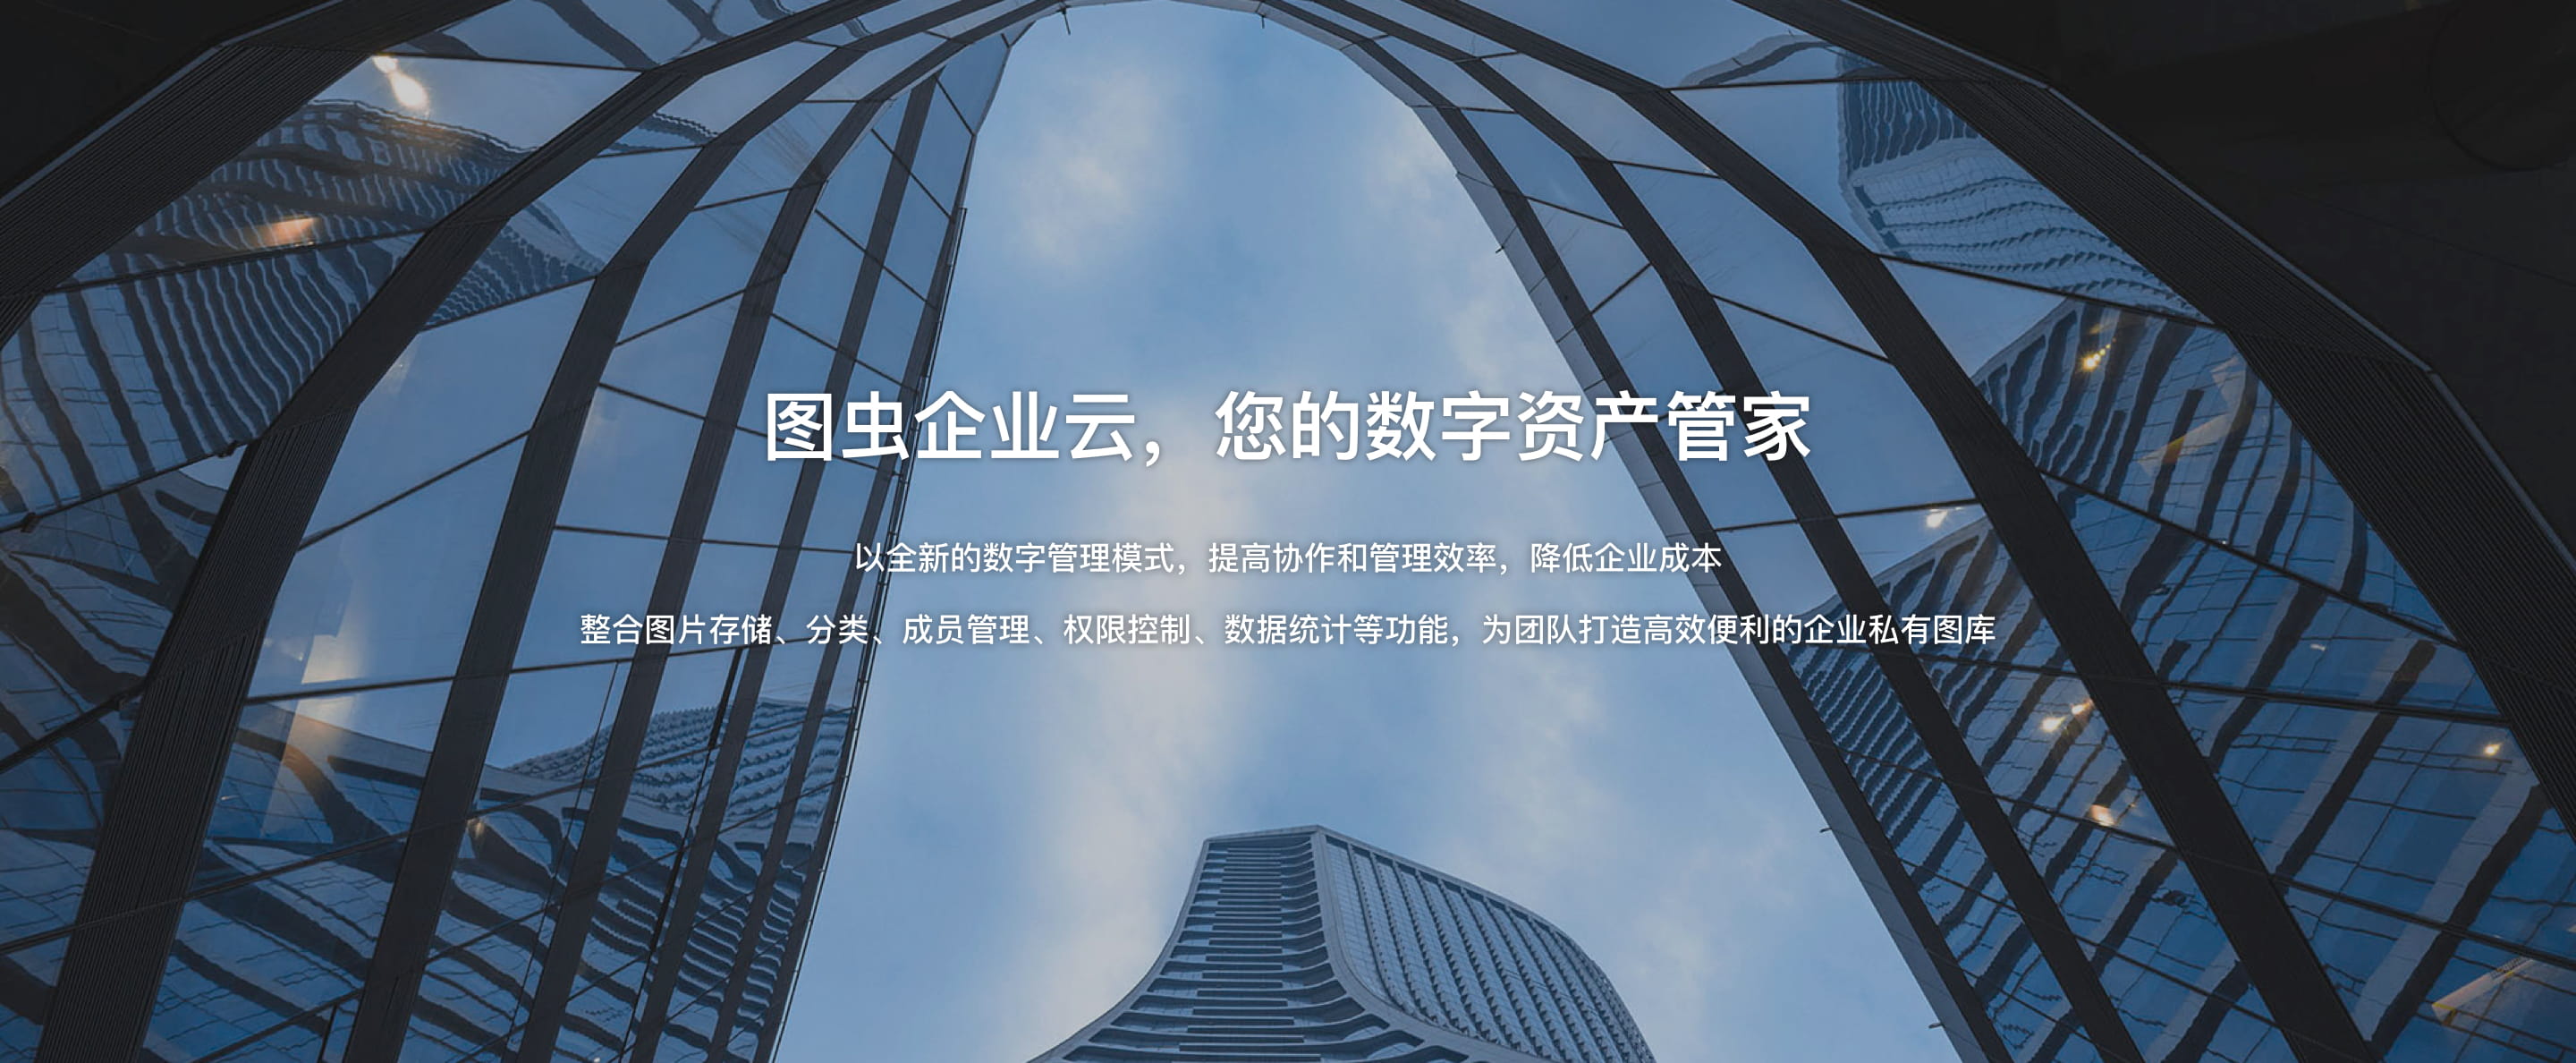 图虫企业云，您的数字资产管家
以全新的数字管理模式，提高协作和管理效率，降低企业成本
整合图片存储、分类、成员管理、权限控制、数据统计等功能，为团队打造高效便利的企业私有图库